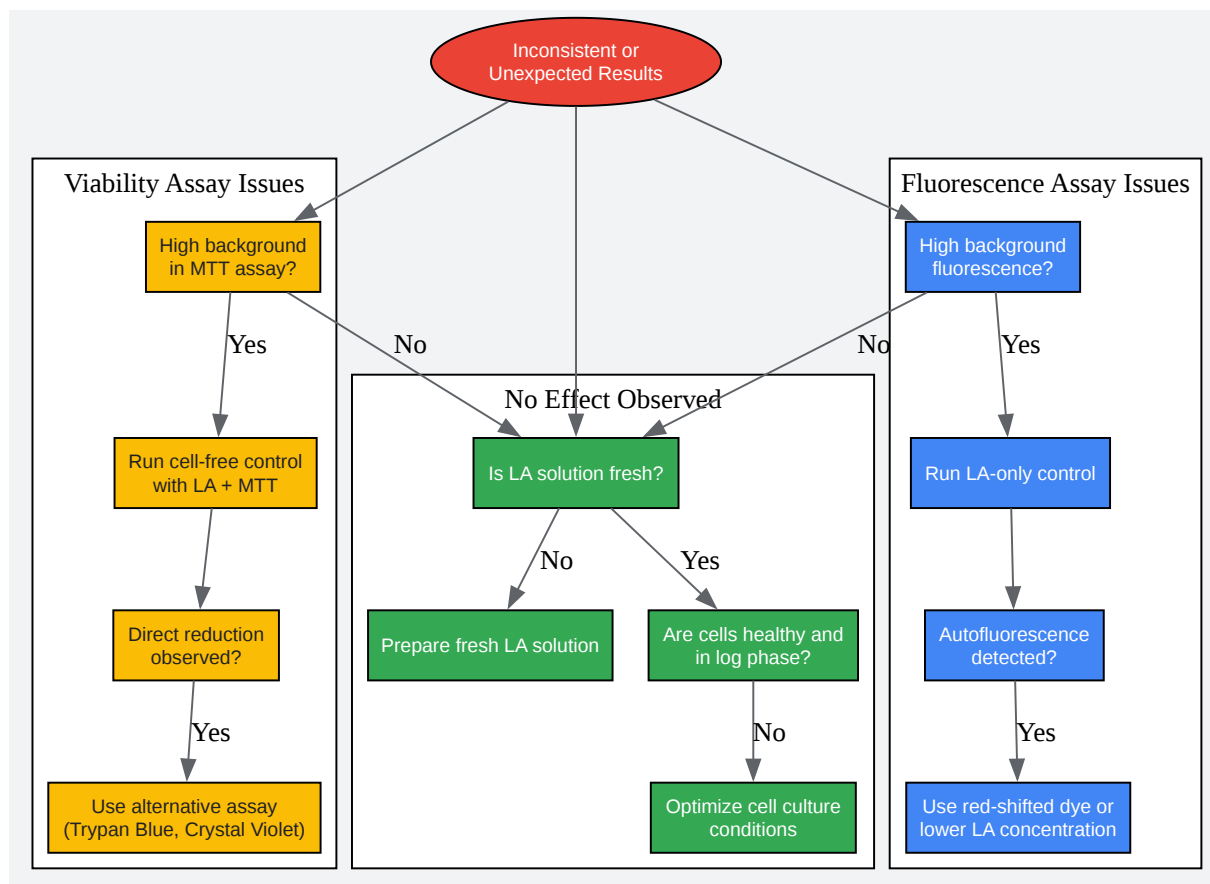 Inconsistent or
Unexpected Results
Viability Assay Issues
Fluorescence Assay Issues
High background
in MTT assay?
High background
fluorescence?
Yes
No
No
Yes
No Effect Observed
Run cell-free control
with LA + MTT
Is LA solution fresh?
Run LA-only control
No
Yes
Direct reduction
observed?
Prepare fresh LA solution
Are cells healthy and
in log phase?
Autofluorescence
detected?
Yes
No
Yes
Use alternative assay
(Trypan Blue, Crystal Violet)
Optimize cell culture
conditions
Use red-shifted dye or
lower LA concentration